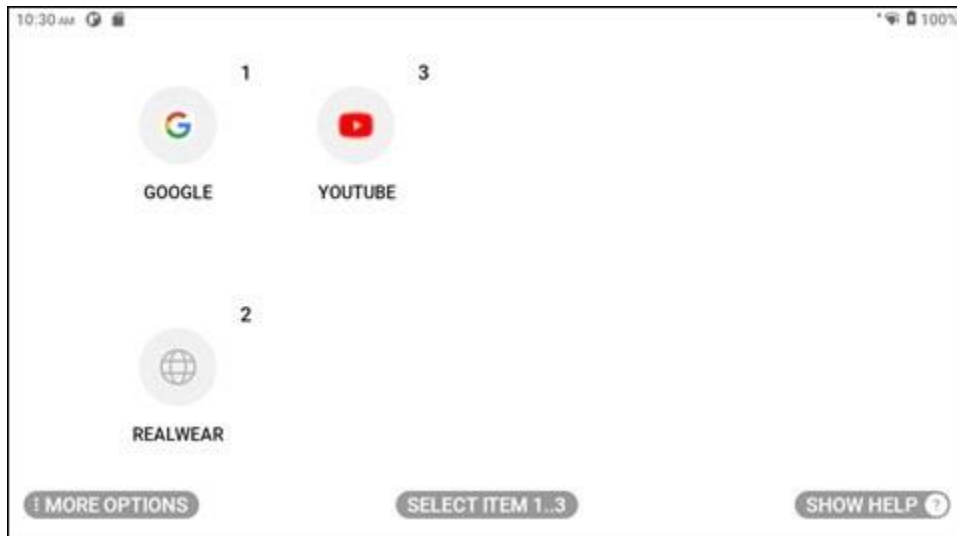 10:30 AM 100%
1 3
GOOGLE YOUTUBE
2
REALWEAR
MORE OPTIONS SELECT ITEM 1..3 SHOW HELP ?